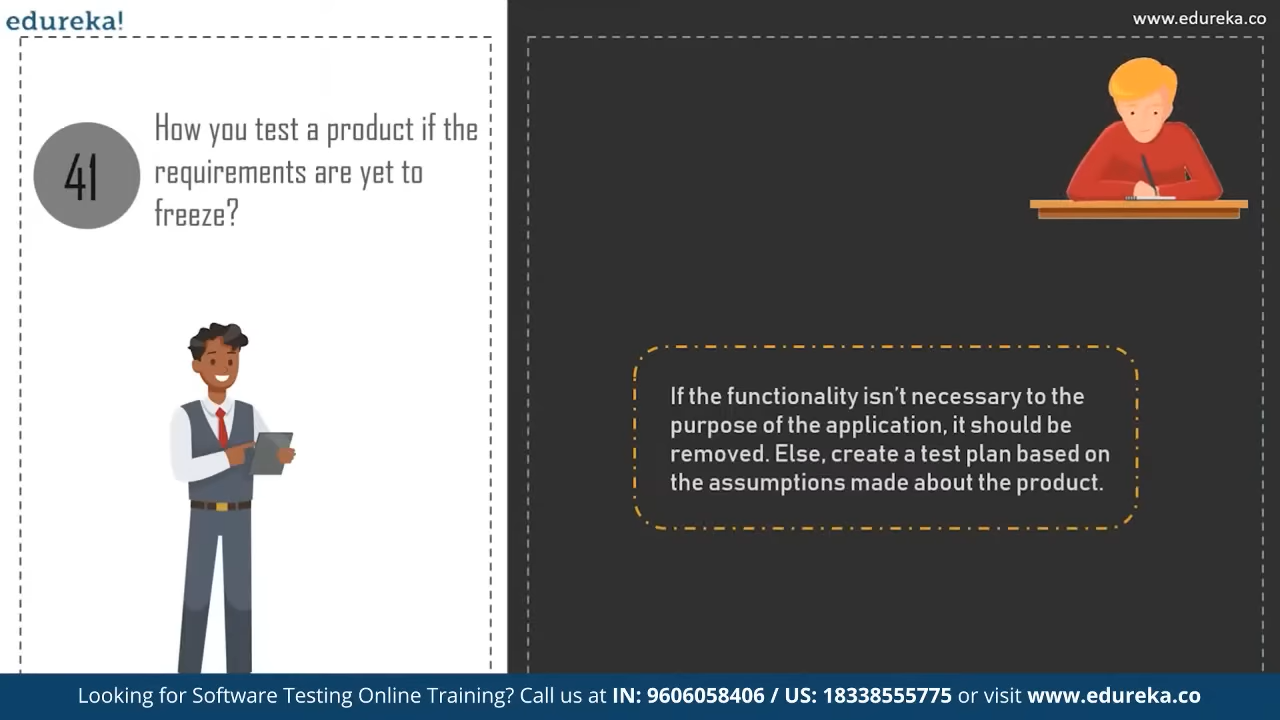 edureka!
www.edureka.co
41
How you test a product if the
requirements are yet to
freeze?
If the functionality isn't necessary to the
purpose of the application, it should be
removed. Else, create a test plan based on
the assumptions made about the product.
Looking for Software Testing Online Training? Call us at IN: 9606058406 / US: 18338555775 or visit www.edureka.co